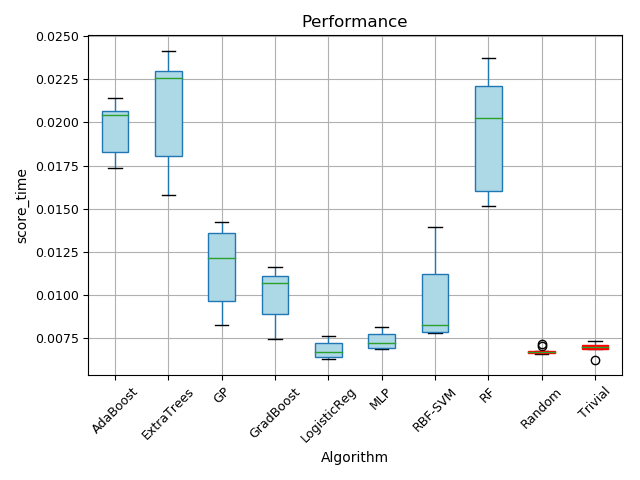 Performance
0.0250
0.0225
0.0200
0.0175
0.0150
0.0125
0.0100
0.0075
score_time
AdaBoost
ExtraTrees
GP
GradBoost
LogisticReg
MLP
RBF-SVM
RF
Random
Trivial
Algorithm